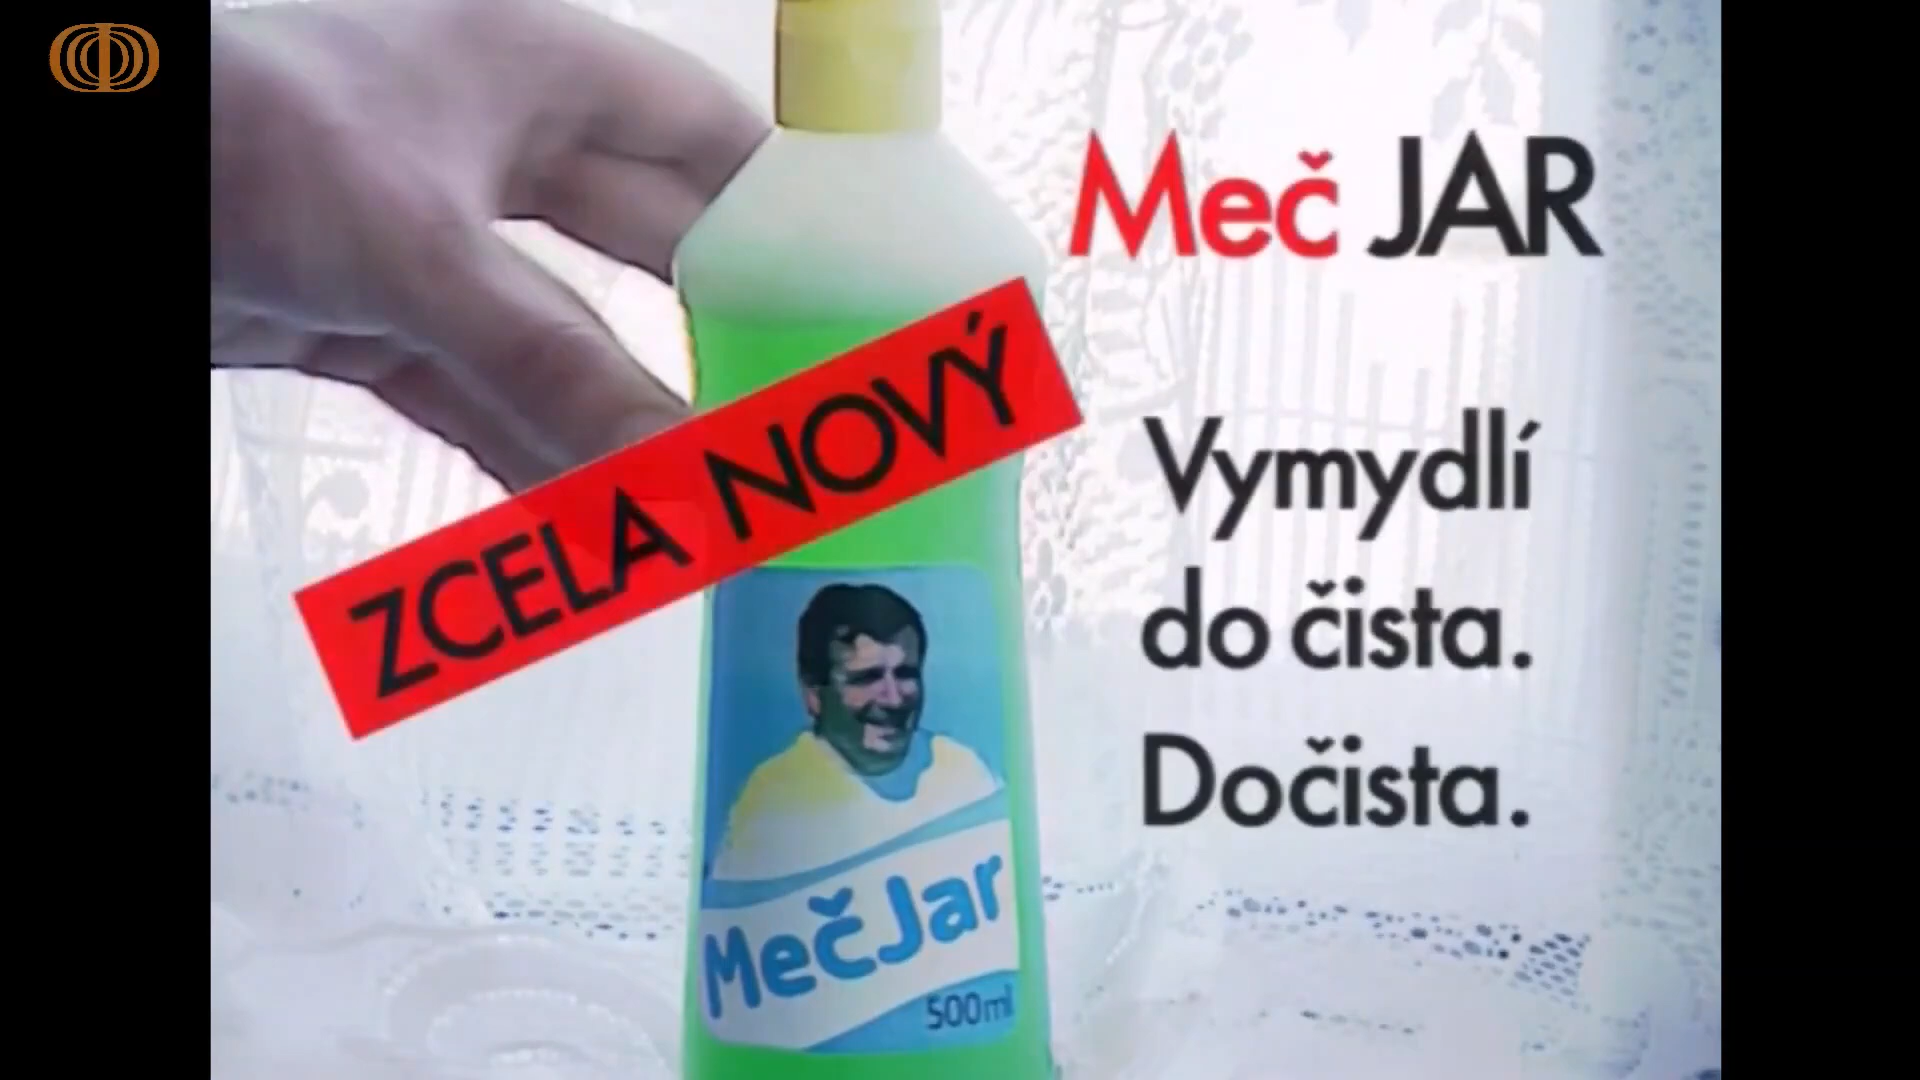 Meč JAR
ZCELA NOVÝ
Vymydlí
do čista.
Dočista.
MečJar
500ml